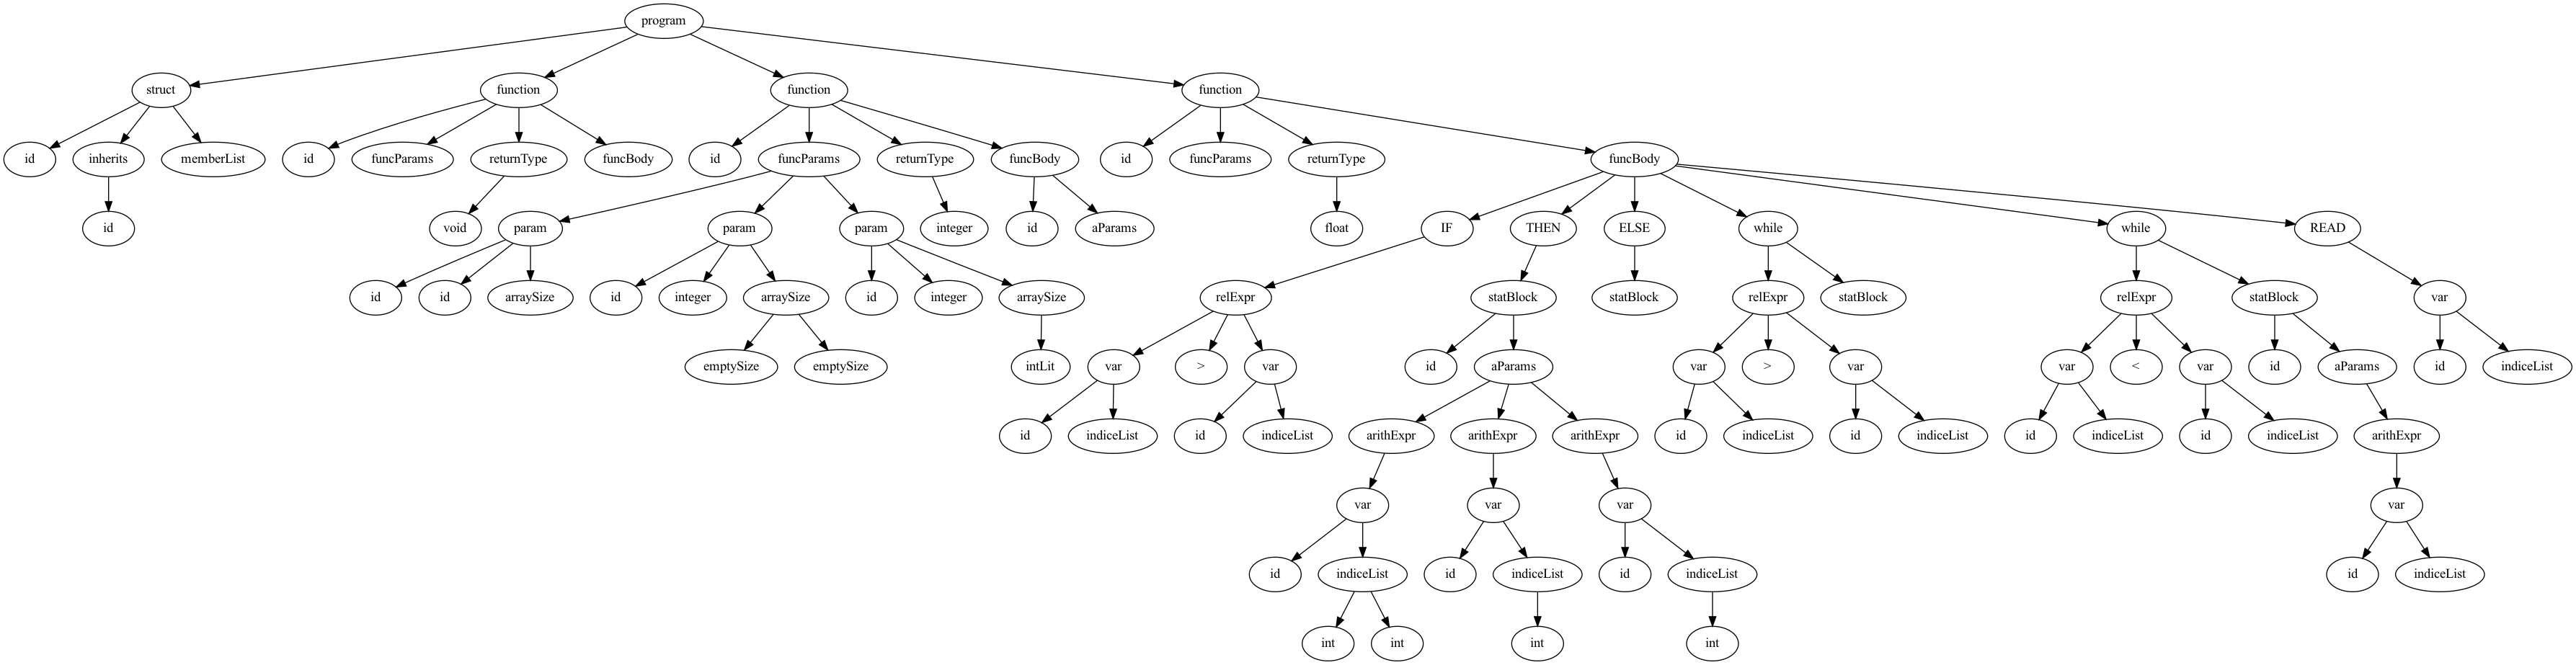 program
struct function function function
id inherits memberList id funcParams returnType funcBody id funcParams returnType funcBody id funcParams returnType funcBody
id void param param param integer id aParams float IF THEN ELSE while while READ
id id arraySize id integer arraySize id integer arraySize relExpr statBlock statBlock relExpr statBlock relExpr statBlock var
emptySize emptySize intLit var > var id aParams var > var var < var id aParams id indiceList
id indiceList id indiceList arithExpr arithExpr arithExpr id indiceList id indiceList id indiceList id indiceList arithExpr
var var var var
id indiceList id indiceList id indiceList id indiceList
int int int int